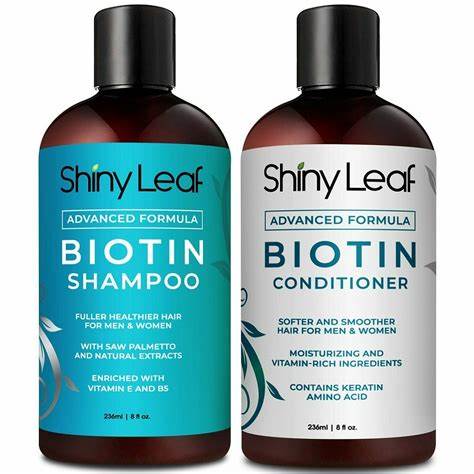 Shiny Leaf
ADVANCED FORMULA
BIOTIN
SHAMPOO
FULLER HEALTHIER HAIR
FOR MEN & WOMEN
WITH SAW PALMETTO
AND NATURAL EXTRACTS
ENRICHED WITH
VITAMIN E AND B5
236ml | 8 fl oz.
Shiny Leaf
ADVANCED FORMULA
BIOTIN
CONDITIONER
SOFTER AND SMOOTHER
HAIR FOR MEN & WOMEN
MOISTURIZING AND
VITAMIN-RICH INGREDIENTS
CONTAINS KERATIN
AMINO ACID
236ml | 8 fl oz.